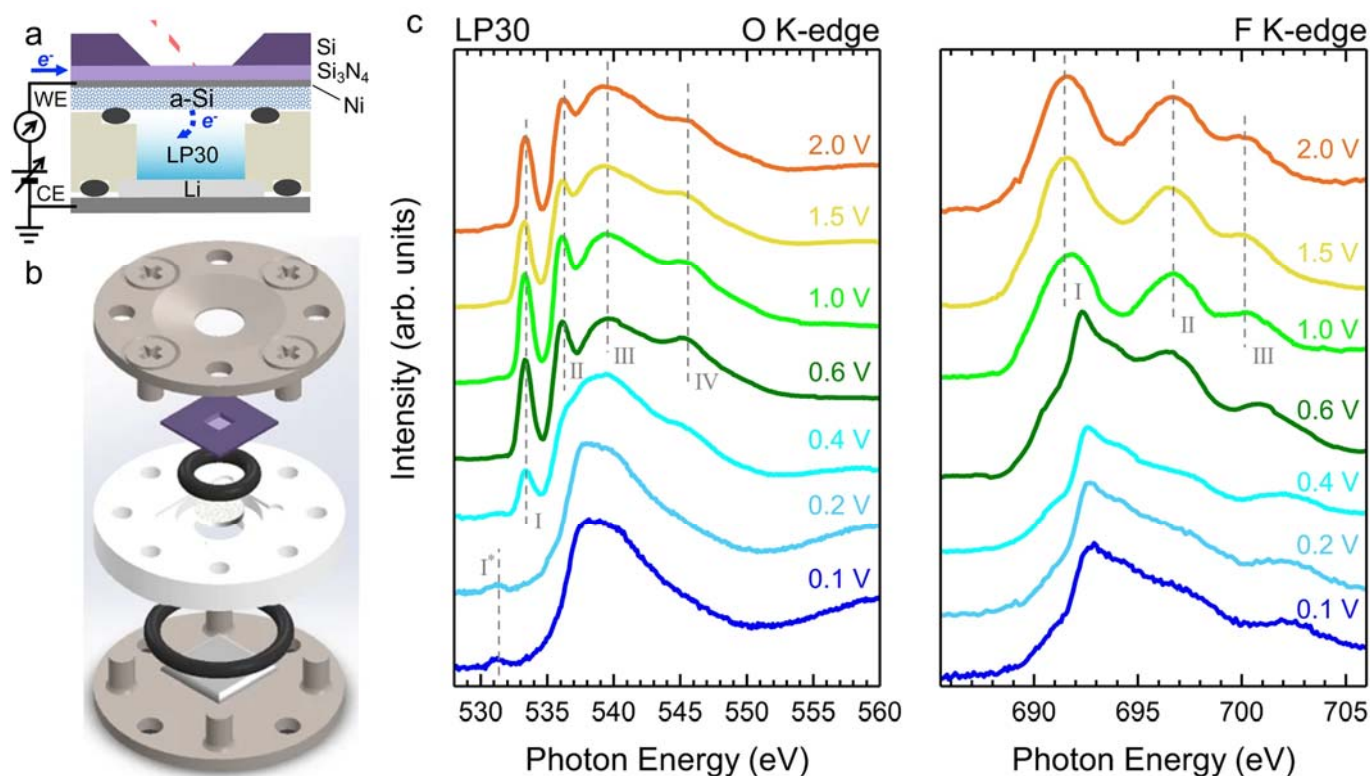 a
Si
e-
Si₃N₄
WE
a-Si
Ni
e-
LP30
Li
CE
b
c
LP30
O K-edge
F K-edge
Intensity (arb. units)
2.0 V
1.5 V
1.0 V
0.6 V
0.4 V
0.2 V
0.1 V
I
II
III
IV
I*
530
535
540
545
550
555
560
Photon Energy (eV)
2.0 V
1.5 V
1.0 V
0.6 V
0.4 V
0.2 V
0.1 V
I
II
III
690
695
700
705
Photon Energy (eV)